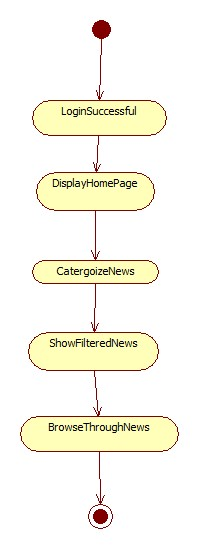 LoginSuccessful
DisplayHomePage
CatergoizeNews
ShowFilteredNews
BrowseThroughNews